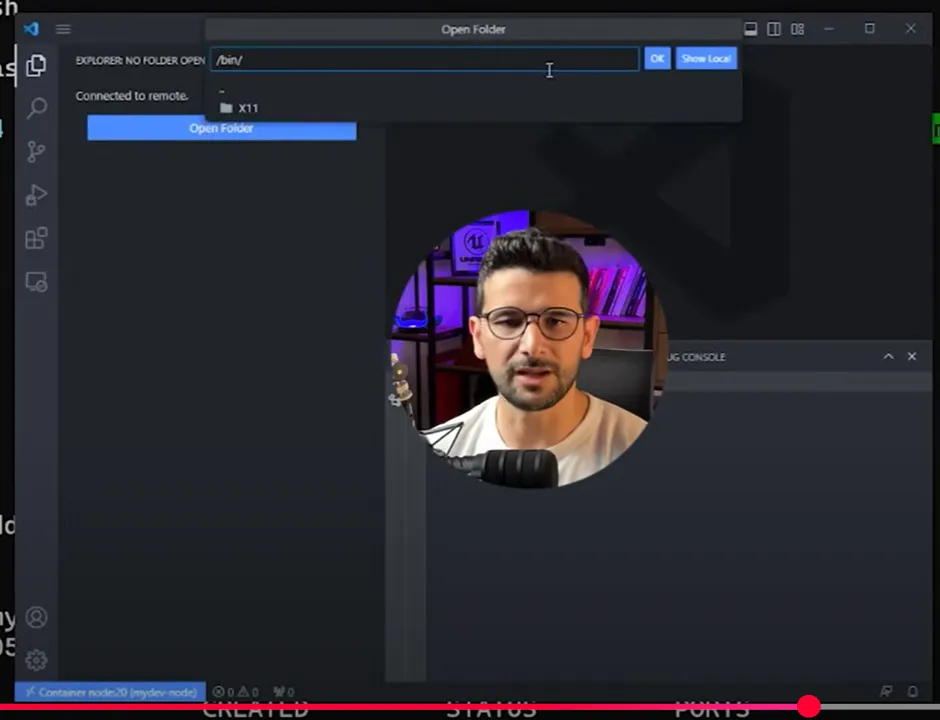 Open Folder
/bin/
OK
Show Local
..
X11
EXPLORER: NO FOLDER OPEN
Connected to remote.
Open Folder
UG CONSOLE
Container node20 (mydev-node)
0 0 0
CREATED STATUS PORTS